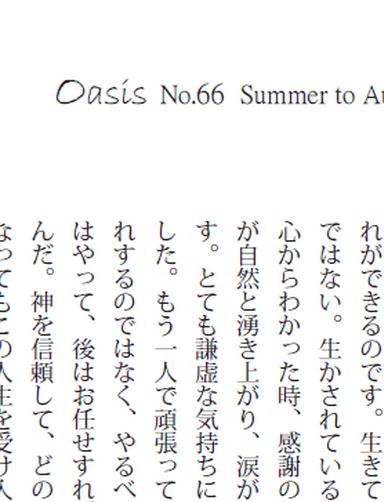 Oasis No.66 Summer to
れができるのです。生きて
ではない。生かされている
心からわかった時、感謝の
が自然と湧き上がり、涙が
す。とても謙虚な気持ちに
した。もう一人で頑張って
れするのではなく、やるべ
はやって、後はお任せすれ
んだ。神を信頼して、どの
なってもこの人生を受け入